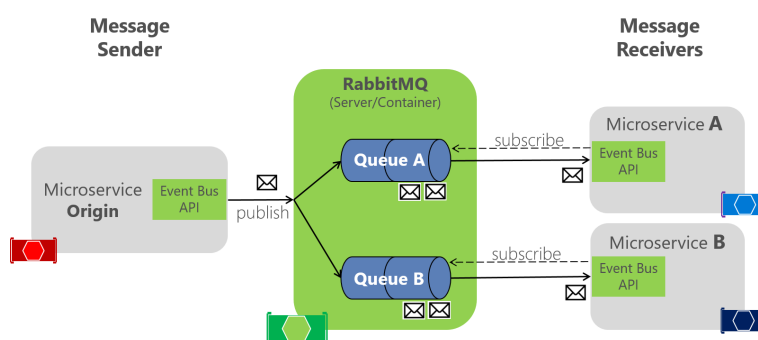 Message
Sender
Message
Receivers
RabbitMQ
(Server/Container)
Microservice
Origin
Event Bus
API
publish
Queue A
Queue B
subscribe
Microservice A
Event Bus
API
subscribe
Microservice B
Event Bus
API